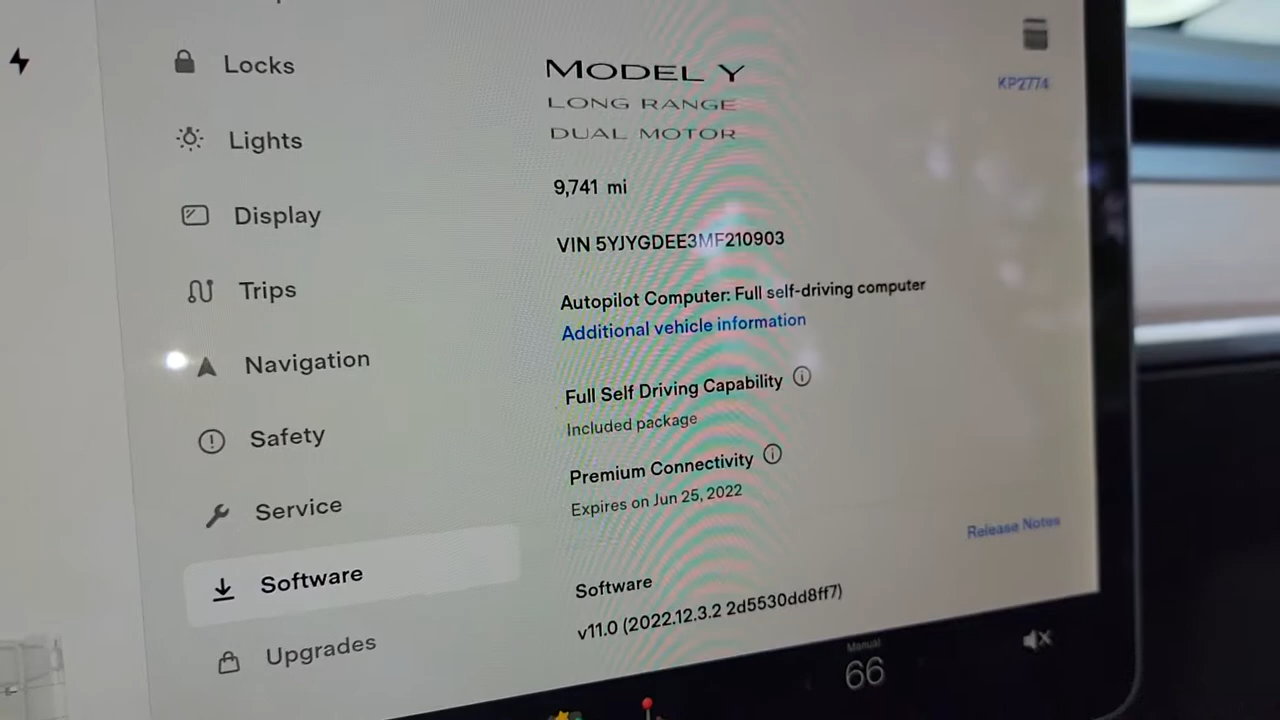 Locks
Lights
Display
Trips
Navigation
Safety
Service
Software
Upgrades
MODEL Y
LONG RANGE
DUAL MOTOR
KP2774
9,741 mi
VIN 5YJYGDEE3MF210903
Autopilot Computer: Full self-driving computer
Additional vehicle information
Full Self Driving Capability
Included package
Premium Connectivity
Expires on Jun 25, 2022
Release Notes
Software
v11.0 (2022.12.3.2 2d5530dd8ff7)
Manual
66